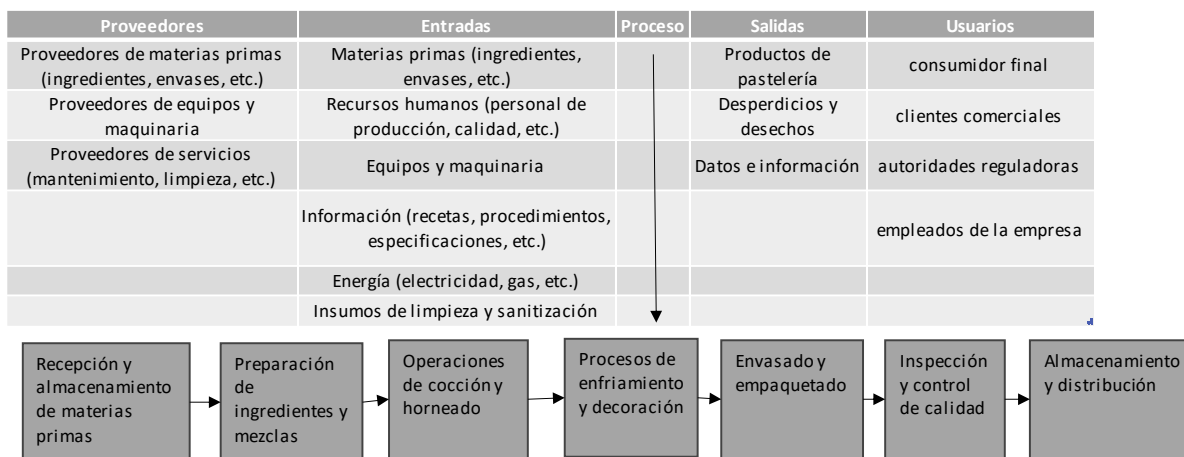 Proveedores Entradas Proceso Salidas Usuarios
Proveedores de materias primas
(ingredientes, envases, etc.)
Materias primas (ingredientes,
envases, etc.)
Productos de
pastelería
consumidor final
Proveedores de equipos y
maquinaria
Recursos humanos (personal de
producción, calidad, etc.)
Desperdicios y
desechos
clientes comerciales
Proveedores de servicios
(mantenimiento, limpieza, etc.)
Equipos y maquinaria
Datos e información
autoridades reguladoras
Información (recetas, procedimientos,
especificaciones, etc.)
empleados de la empresa
Energía (electricidad, gas, etc.)
Insumos de limpieza y sanitización
Recepción y
almacenamiento
de materias
primas
Preparación
de
ingredientes y
mezclas
Operaciones
de cocción y
horneado
Procesos de
enfriamiento
y decoración
Envasado y
empaquetado
Inspección
y control
de calidad
Almacenamiento
y distribución